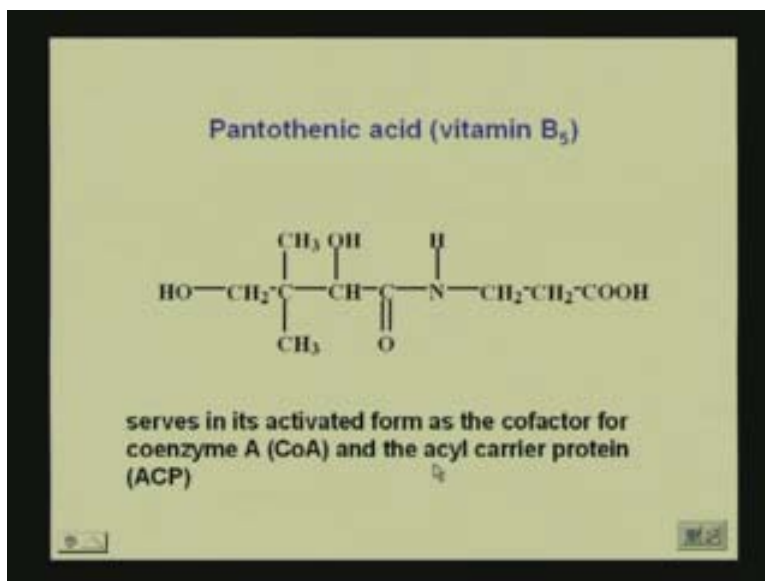 Pantothenic acid (vitamin B5)
CH3 OH H
HO—CH2-C—CH-C—N—CH2-CH2-COOH
CH3 O
serves in its activated form as the cofactor for
coenzyme A (CoA) and the acyl carrier protein
(ACP)